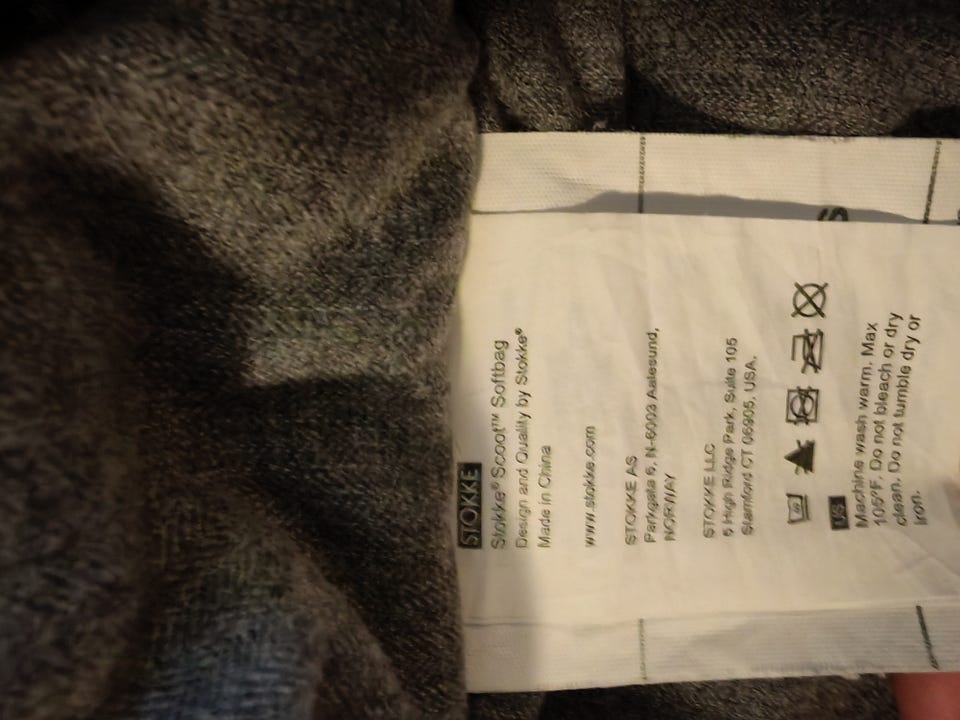 STOKKE
Stokke® Scoot™ Softbag
Design and Quality by Stokke®
Made in China
www.stokke.com
STOKKE AS
Parkgata 6, N-6003 Aalesund,
NORWAY
STOKKE LLC
5 High Ridge Park, Suite 105
Stamford CT 06905, USA.
US
Machine wash warm. Max
105°F. Do not bleach or dry
clean. Do not tumble dry or
iron.